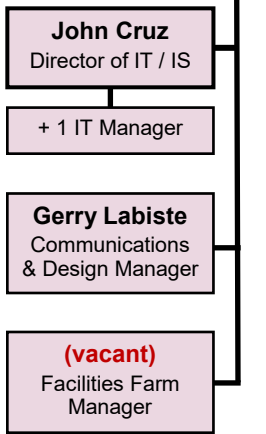 John Cruz
Director of IT / IS
+ 1 IT Manager
Gerry Labiste
Communications
& Design Manager
(vacant)
Facilities Farm
Manager